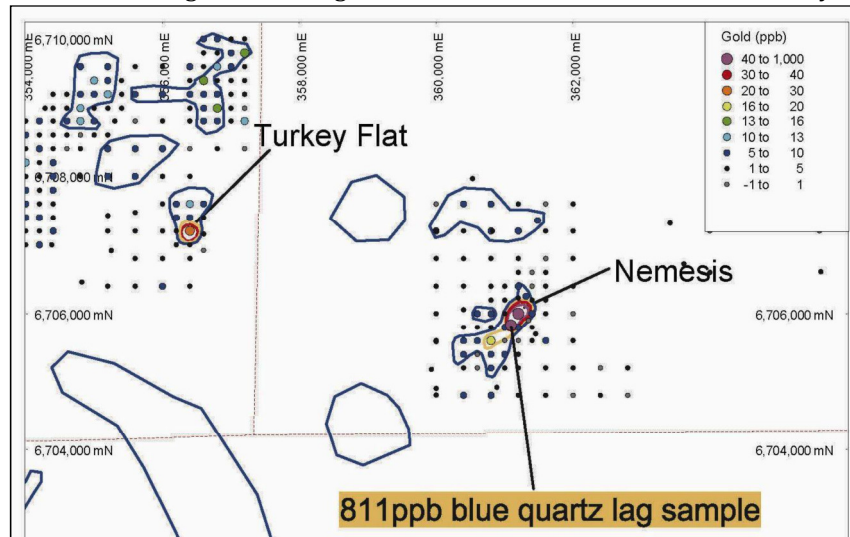 6,710,000 mN
354,000 mE
356,000 mE
358,000 mE
360,000 mE
362,000 mE
Gold (ppb)
40 to 1,000
30 to 40
20 to 30
16 to 20
13 to 16
10 to 13
5 to 10
1 to 5
-1 to 1
Turkey Flat
6,708,000 mN
Nemesis
6,706,000 mN
6,706,000 mN
6,704,000 mN
6,704,000 mN
811ppb blue quartz lag sample